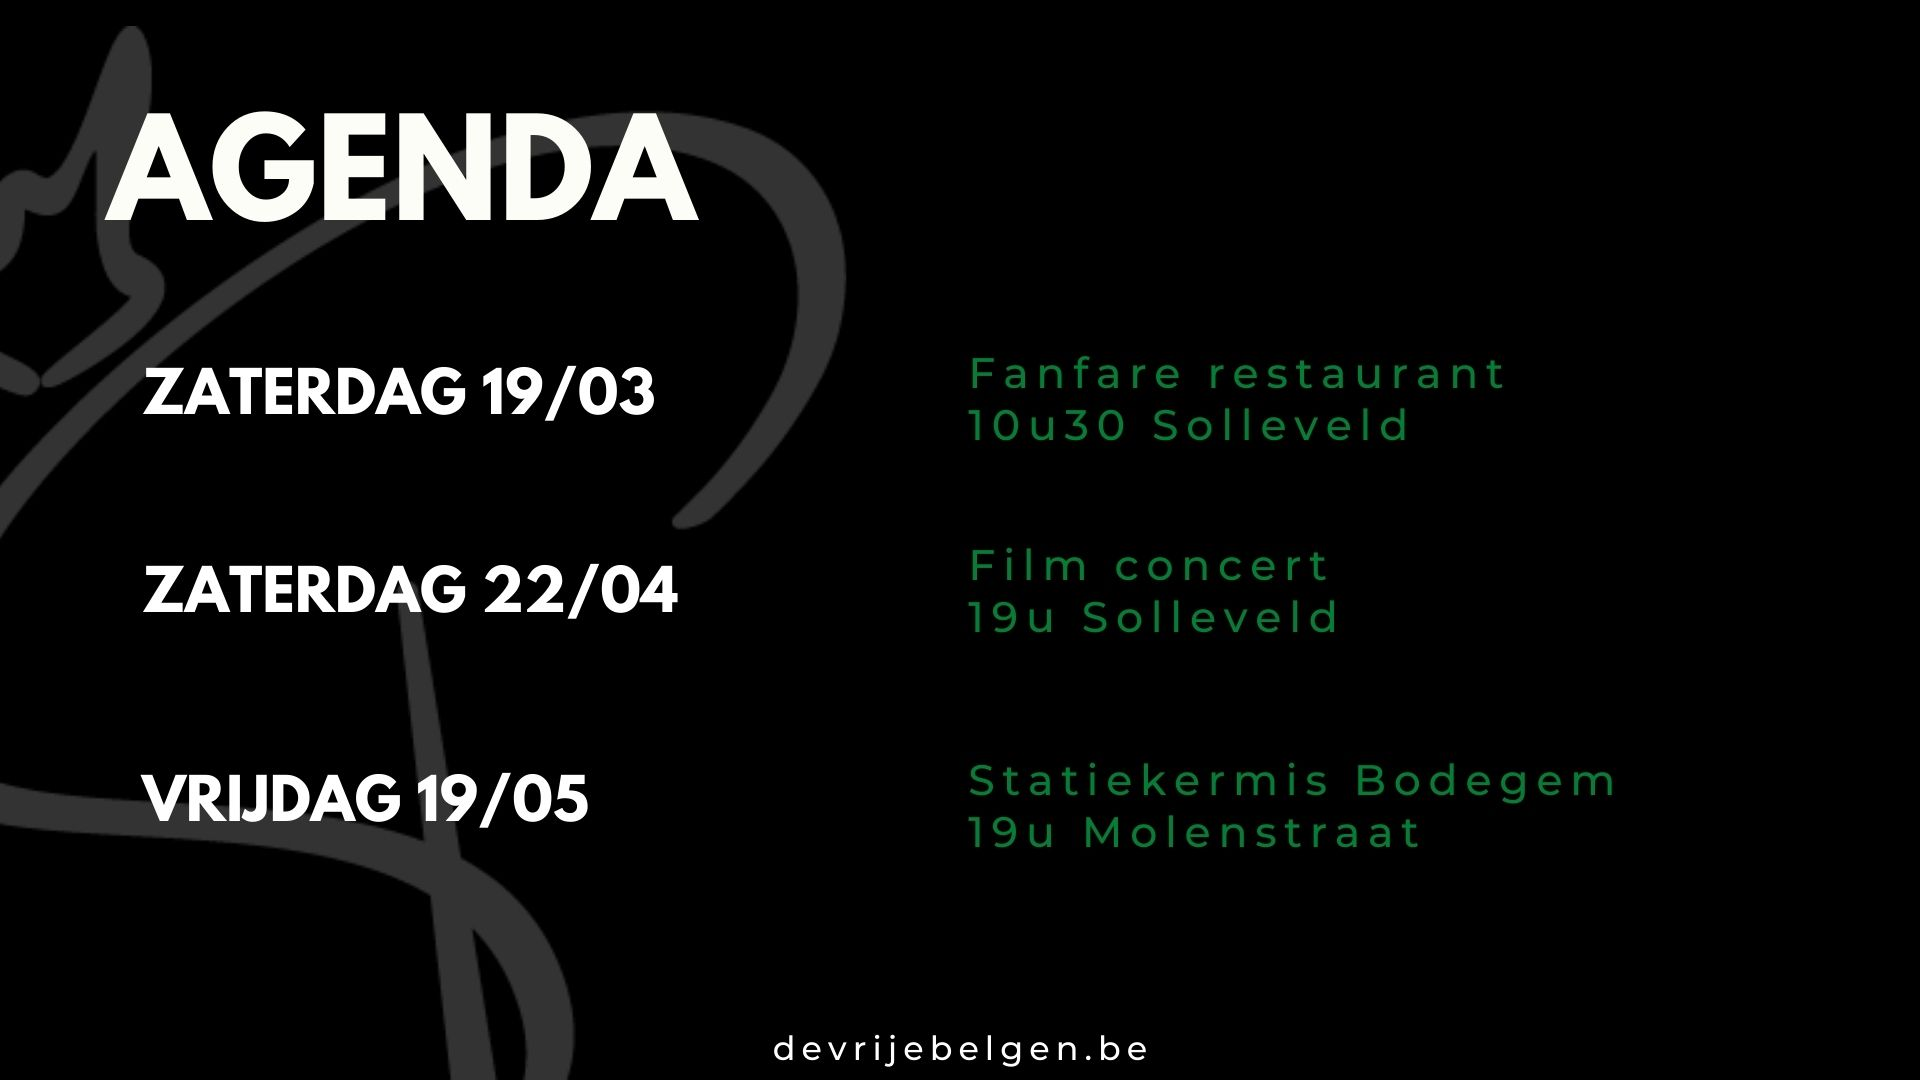 AGENDA
ZATERDAG 19/03
Fanfare restaurant
10u30 Solleveld
ZATERDAG 22/04
Film concert
19u Solleveld
VRIJDAG 19/05
Statiekermis Bodegem
19u Molenstraat
devrijebelgen.be